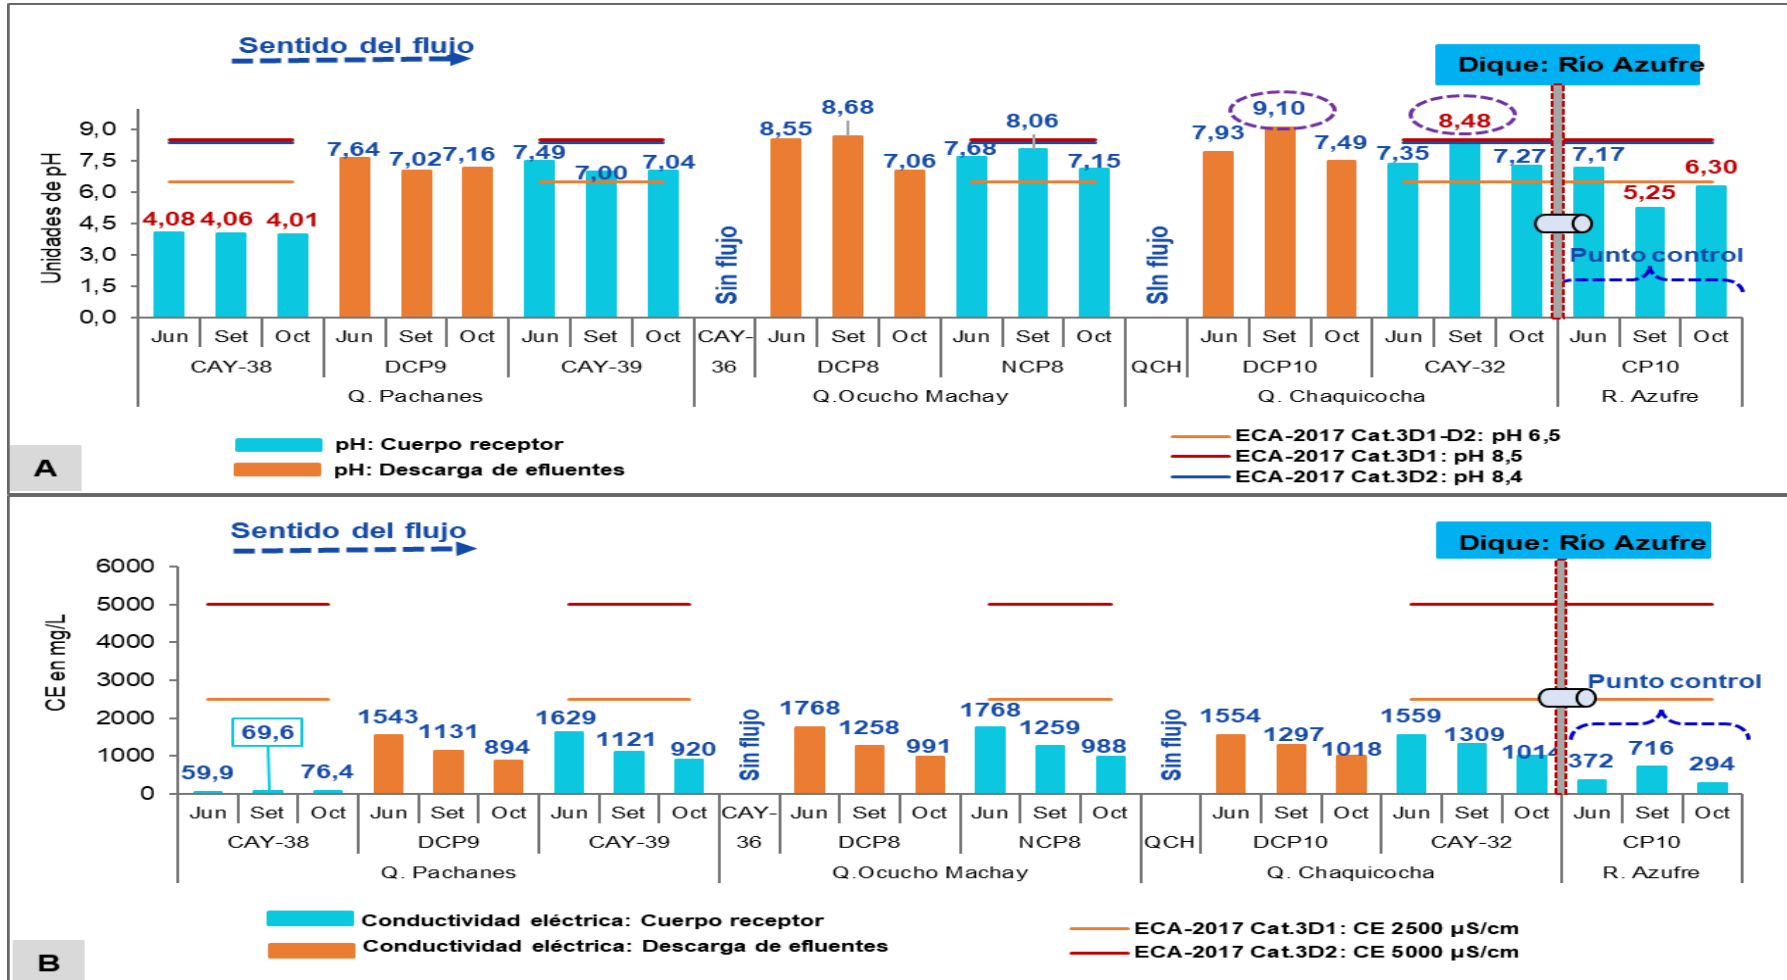 Sentido del flujo
Dique: Río Azufre
Unidades de pH
9,0
7,5
6,0
4,5
3,0
1,5
0,0
4,08 4,06 4,01
7,64 7,02 7,16
7,49 7,00 7,04
Sin flujo
8,55 8,68 7,06
7,68 8,06 7,15
SIn flujo
7,93 9,10 7,49
7,35 8,48 7,27
7,17 5,25 6,30
Punto control
Jun Set Oct Jun Set Oct Jun Set Oct CAY- Jun Set Oct Jun Set Oct Jun Set Oct Jun Set Oct Jun Set Oct
CAY-38 DCP9 CAY-39 36 DCP8 NCP8 QCH DCP10 CAY-32 CP10
Q. Pachanes Q.Ocucho Machay Q. Chaquicocha R. Azufre
pH: Cuerpo receptor
pH: Descarga de efluentes
ECA-2017 Cat.3D1-D2: pH 6,5
ECA-2017 Cat.3D1: pH 8,5
ECA-2017 Cat.3D2: pH 8,4
A
Sentido del flujo
Dique: Río Azufre
CE en mg/L
6000
5000
4000
3000
2000
1000
0
59,9 69,6 76,4
1543 1131 894
1629 1121 920
Sin flujo
1768 1258 991
1768 1259 988
Sin flujo
1554 1297 1018
1559 1309 1014
372 716 294
Punto control
Jun Set Oct Jun Set Oct Jun Set Oct CAY- Jun Set Oct Jun Set Oct Jun Set Oct Jun Set Oct Jun Set Oct
CAY-38 DCP9 CAY-39 36 DCP8 NCP8 QCH DCP10 CAY-32 CP10
Q. Pachanes Q.Ocucho Machay Q. Chaquicocha R. Azufre
Conductividad eléctrica: Cuerpo receptor
Conductividad eléctrica: Descarga de efluentes
ECA-2017 Cat.3D1: CE 2500 µS/cm
ECA-2017 Cat.3D2: CE 5000 µS/cm
B